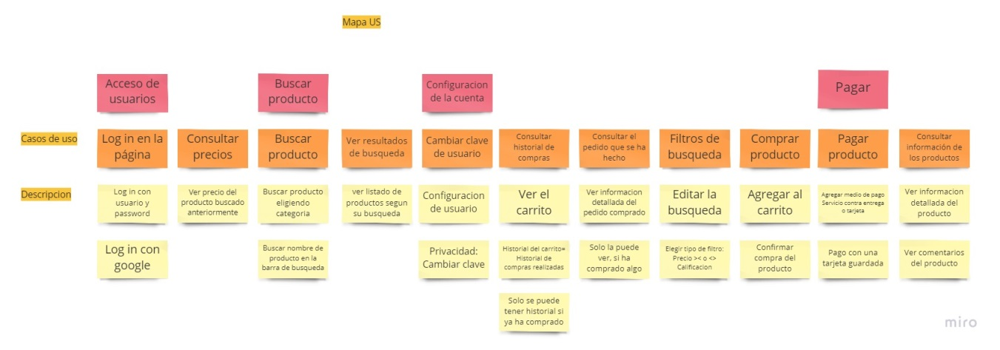 Mapa US
Acceso de
usuarios
Buscar
producto
Configuracion
de la cuenta
Pagar
Casos de uso
Log in en la
página
Consultar
precios
Buscar
producto
Ver resultados
de busqueda
Cambiar clave
de usuario
Consultar
historial de
compras
Consultar el
pedido que se ha
hecho
Filtros de
busqueda
Comprar
producto
Pagar
producto
Consultar
información de
los productos
Descripcion
Log in con
usuario y
password
Ver precio del
producto buscado
anteriormente
Buscar producto
eligiendo
categoria
ver listado de
productos segun
su busqueda
Configuracion
de usuario
Ver el
carrito
Ver informacion
detallada del
pedido comprado
Editar la
busqueda
Agregar al
carrito
Agregar medio de pago
Servicio contra entrega
o tarjeta
Ver informacion
detallada del
producto
Log in con
google
Buscar nombre de
producto en la
barra de busqueda
Privacidad:
Cambiar clave
Historial del carrito=
Historial de
compras realizadas
Solo la puede
ver, si ha
comprado algo
Elegir tipo de filtro:
Precio >< o <>
Calificacion
Confirmar
compra del
producto
Pago con una
tarjeta guardada
Ver comentarios
del producto
Solo se puede
tener historial si
ya ha comprado
miro